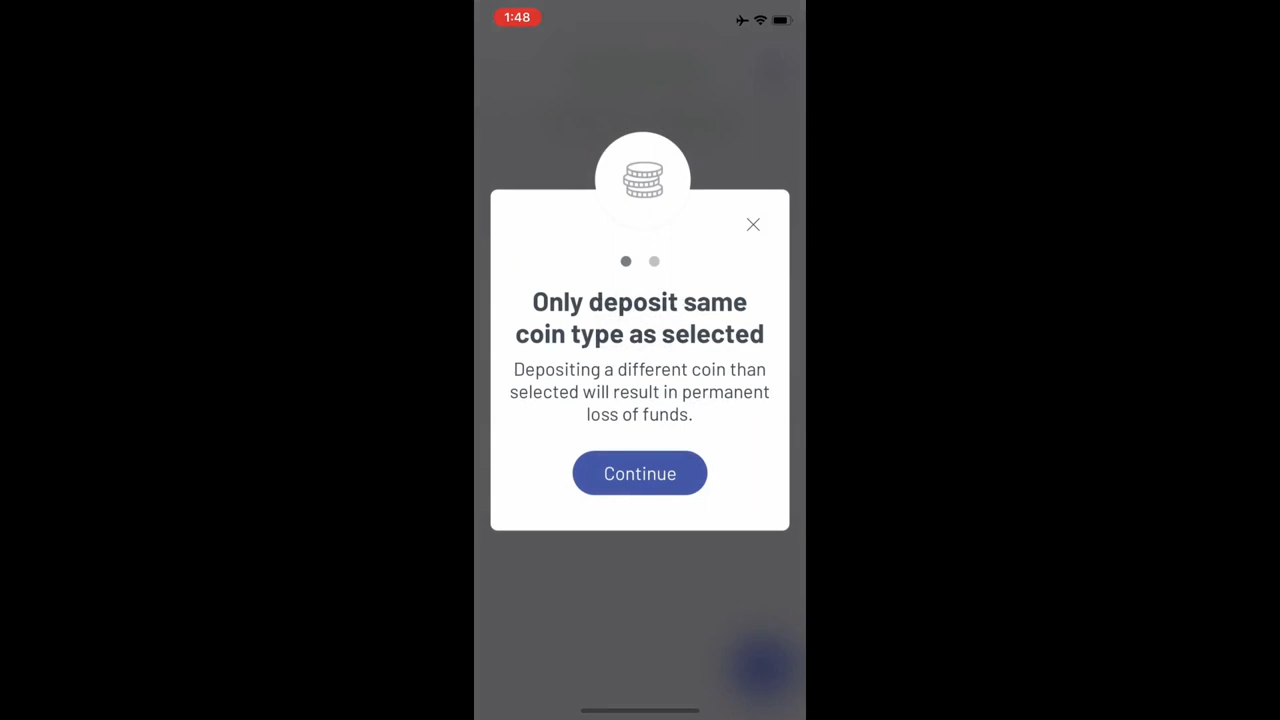 1:48
Only deposit same
coin type as selected
Depositing a different coin than
selected will result in permanent
loss of funds.
Continue